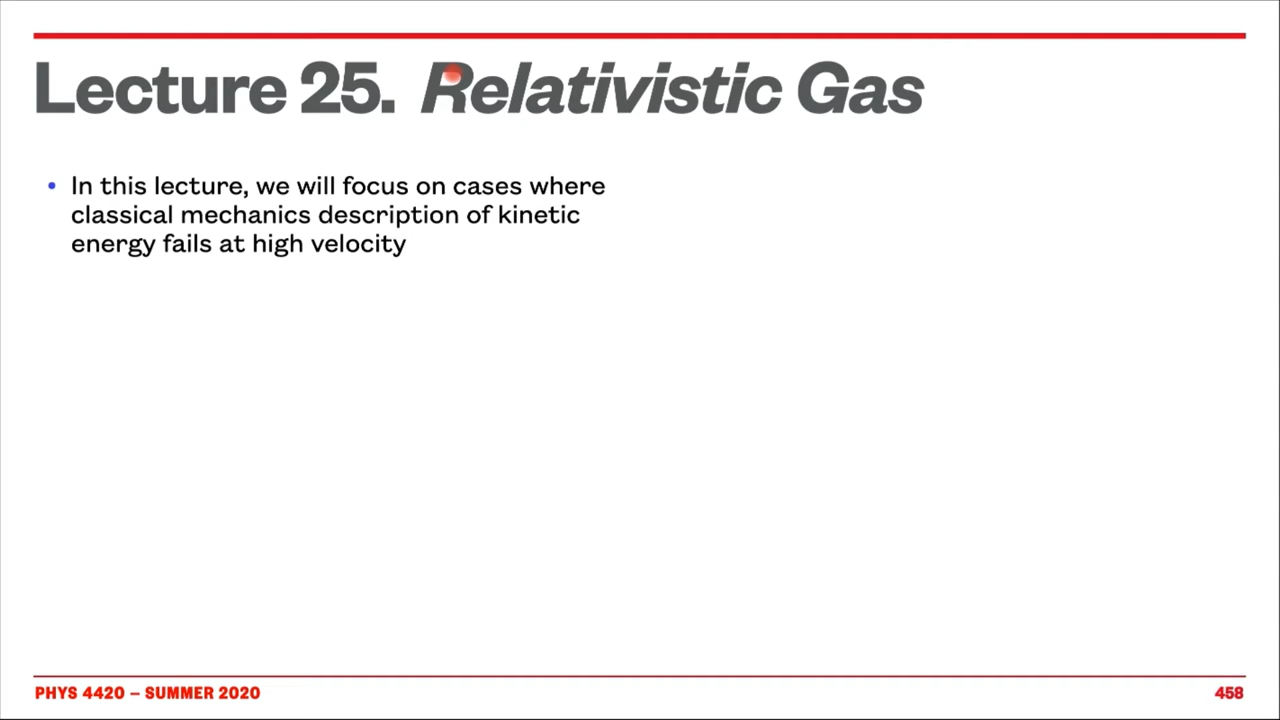 Lecture 25. Relativistic Gas
• In this lecture, we will focus on cases where
classical mechanics description of kinetic
energy fails at high velocity
PHYS 4420 – SUMMER 2020
458